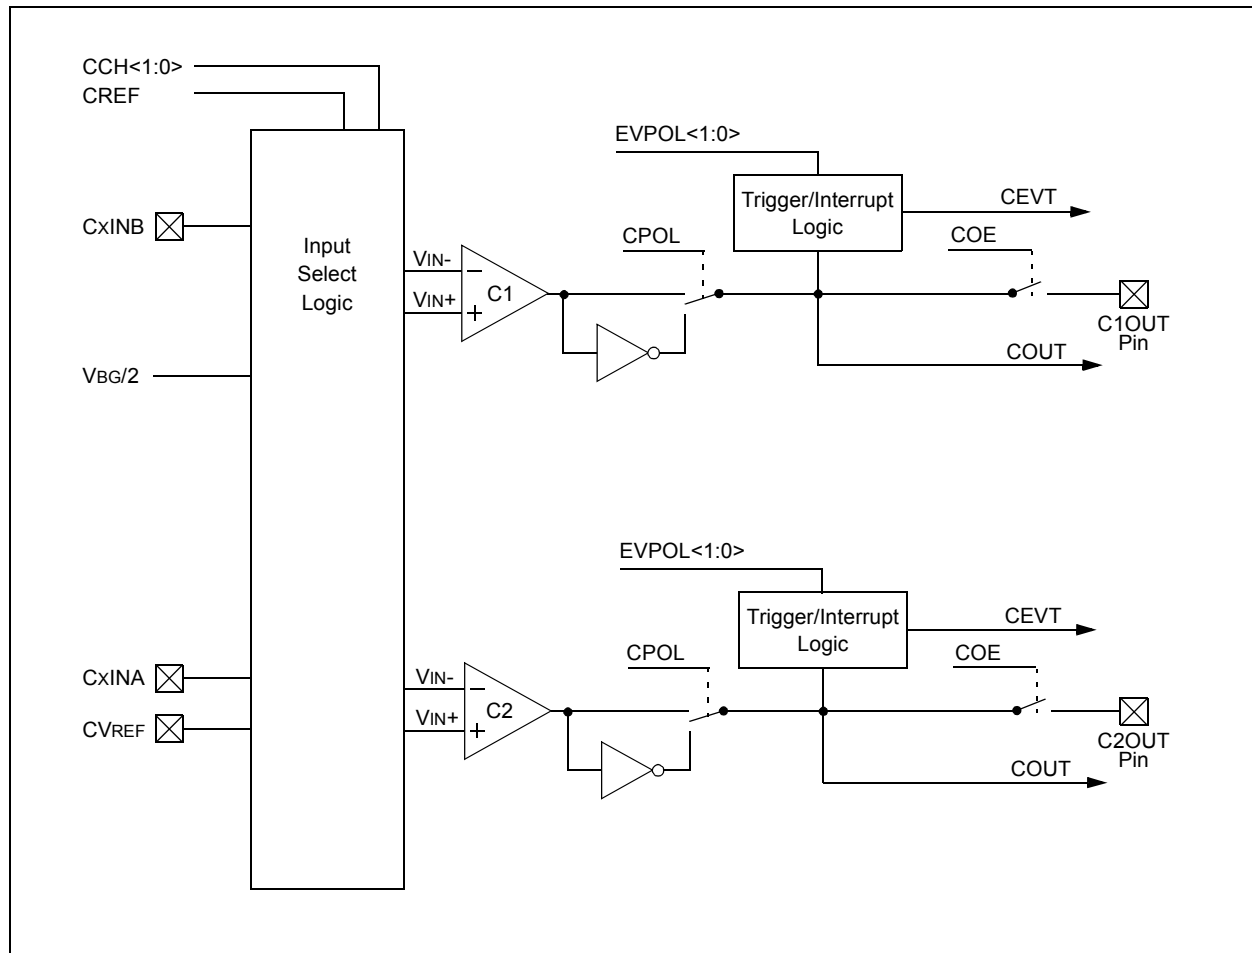 CCH<1:0>
CREF
EVPOL<1:0>
Trigger/Interrupt
Logic
CEVT
CxINB
Input
Select
Logic
CPOL
COE
VIN-
VIN+
−
+
C1
C1OUT
Pin
COUT
VBG/2
EVPOL<1:0>
Trigger/Interrupt
Logic
CEVT
CPOL
COE
CxINA
CVREF
VIN-
VIN+
−
+
C2
C2OUT
Pin
COUT